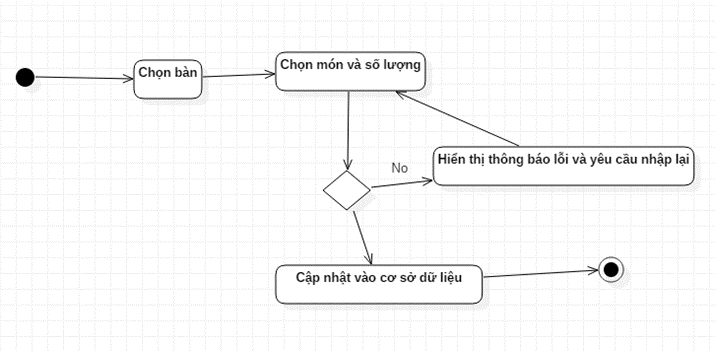 Chọn bàn
Chọn món và số lượng
No
Hiển thị thông báo lỗi và yêu cầu nhập lại
Cập nhật vào cơ sở dữ liệu